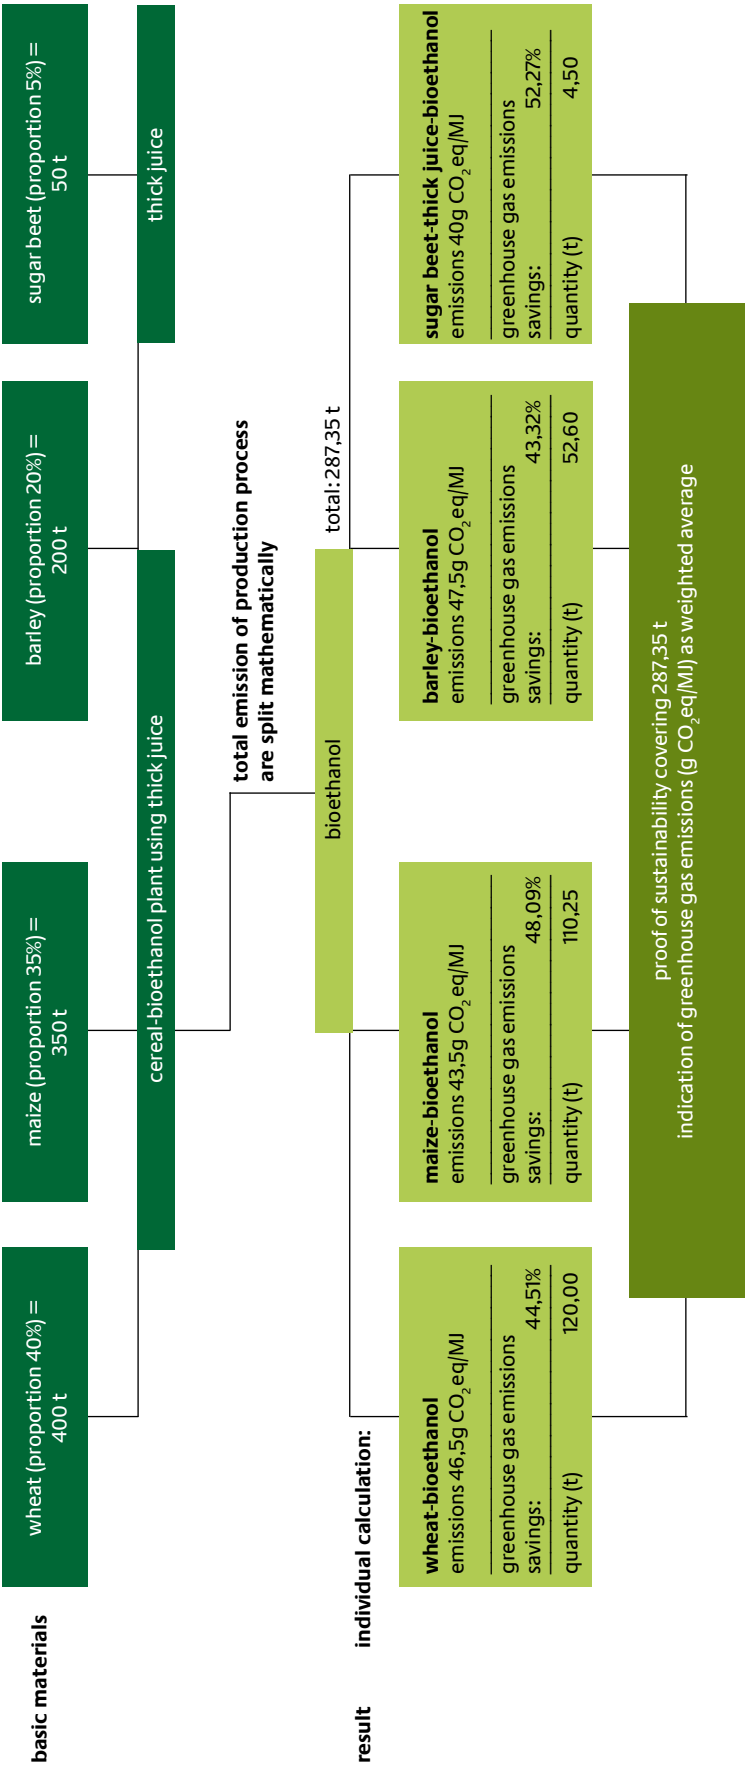 basic materials
wheat (proportion 40%) =
400 t
maize (proportion 35%) =
350 t
barley (proportion 20%) =
200 t
sugar beet (proportion 5%) =
50 t
cereal-bioethanol plant using thick juice
thick juice
total emission of production process
are split mathematically
bioethanol
total: 287,35 t
result
individual calculation:
wheat-bioethanol
emissions 46,5g CO₂ eq/MJ
greenhouse gas emissions
savings: 44,51%
quantity (t) 120,00
maize-bioethanol
emissions 43,5g CO₂ eq/MJ
greenhouse gas emissions
savings: 48,09%
quantity (t) 110,25
barley-bioethanol
emissions 47,5g CO₂ eq/MJ
greenhouse gas emissions
savings: 43,32%
quantity (t) 52,60
sugar beet-thick juice-bioethanol
emissions 40g CO₂ eq/MJ
greenhouse gas emissions
savings: 52,27%
quantity (t) 4,50
proof of sustainability covering 287,35 t
indication of greenhouse gas emissions (g CO₂ eq/MJ) as weighted average